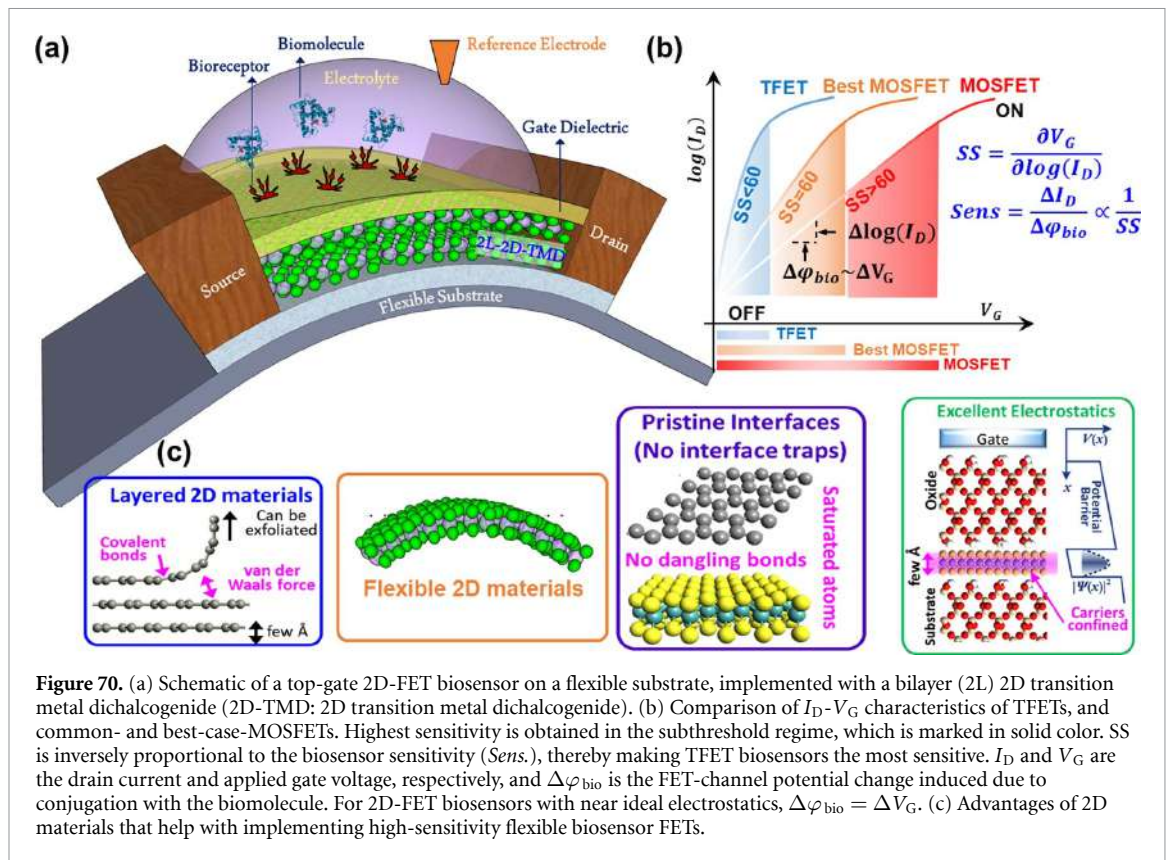 (a)
Biomolecule
Bioreceptor
Reference Electrode
Electrolyte
Gate Dielectric
Source
2L-2D-TMD
Drain
Flexible Substrate
(b)
TFET Best MOSFET MOSFET
ON
log(I_D)
SS<60
SS=60
SS>60
SS = ∂V_G / ∂log(I_D)
Sens = ΔI_D / Δφ_bio ∝ 1 / SS
Δlog(I_D)
Δφ_bio~ΔV_G
OFF
V_G
TFET
Best MOSFET
MOSFET
(c)
Layered 2D materials
Can be
exfoliated
Covalent
bonds
van der
Waals force
few Å
Flexible 2D materials
Pristine Interfaces
(No interface traps)
Saturated atoms
No dangling bonds
Excellent Electrostatics
Gate
V(x)
x
Oxide
Potential
Barrier
few Å
|Ψ(x)|²
Substrate
Carriers
confined
Figure 70. (a) Schematic of a top-gate 2D-FET biosensor on a flexible substrate, implemented with a bilayer (2L) 2D transition
metal dichalcogenide (2D-TMD: 2D transition metal dichalcogenide). (b) Comparison of I_D-V_G characteristics of TFETs, and
common- and best-case-MOSFETs. Highest sensitivity is obtained in the subthreshold regime, which is marked in solid color. SS
is inversely proportional to the biosensor sensitivity (Sens.), thereby making TFET biosensors the most sensitive. I_D and V_G are
the drain current and applied gate voltage, respectively, and Δφ_bio is the FET-channel potential change induced due to
conjugation with the biomolecule. For 2D-FET biosensors with near ideal electrostatics, Δφ_bio = ΔV_G. (c) Advantages of 2D
materials that help with implementing high-sensitivity flexible biosensor FETs.